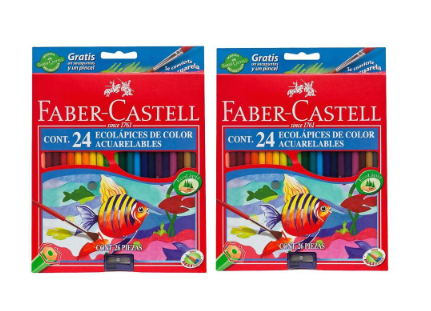 Gratis
un sacapuntas
y un pincel
Se convierte
en acuarela
FABER-CASTELL
since 1761
CONT. 24 ECOLÁPICES DE COLOR
ACUARELABLES
CONT. 26 PIEZAS
Gratis
un sacapuntas
y un pincel
Se convierte
en acuarela
FABER-CASTELL
since 1761
CONT. 24 ECOLÁPICES DE COLOR
ACUARELABLES
CONT. 26 PIEZAS